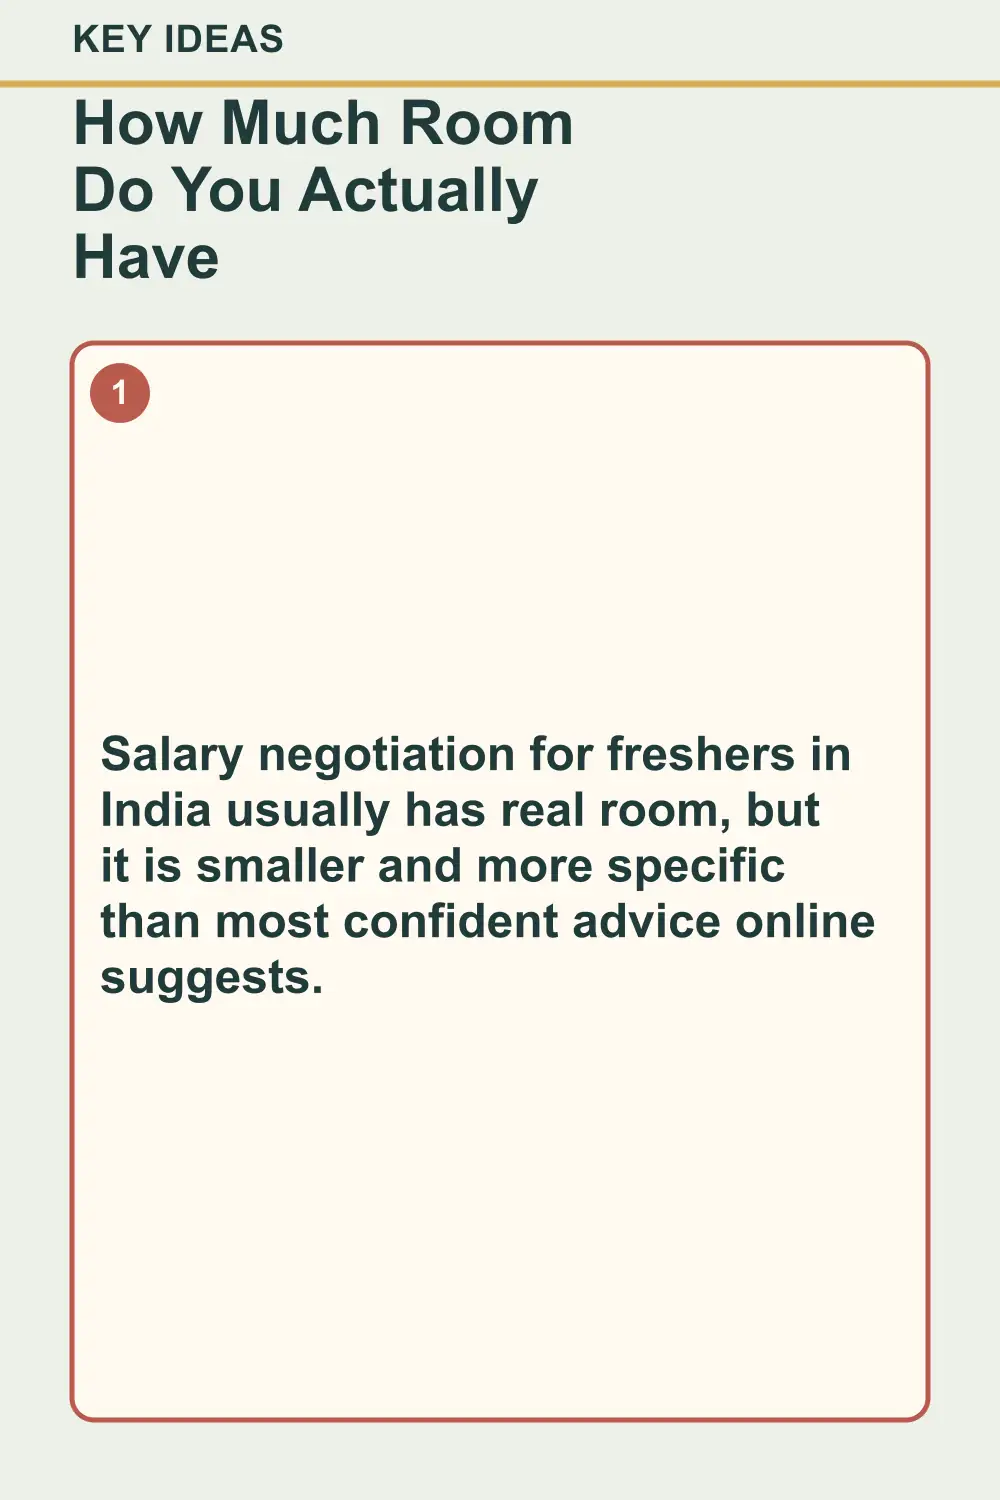 KEY IDEAS
How Much Room
Do You Actually
Have
1
Salary negotiation for freshers in
India usually has real room, but
it is smaller and more specific
than most confident advice online
suggests.